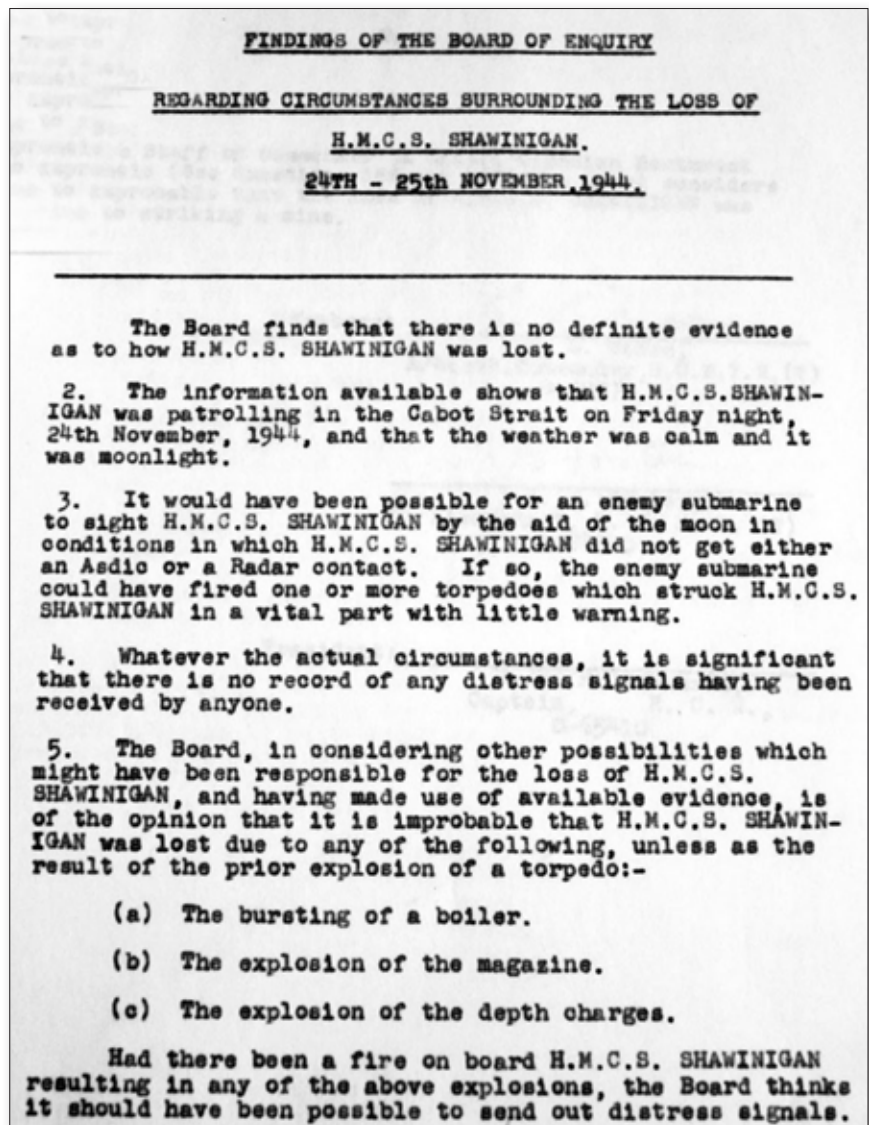 FINDINGS OF THE BOARD OF ENQUIRY
REGARDING CIRCUMSTANCES SURROUNDING THE LOSS OF
H.M.C.S. SHAWINIGAN.
24TH - 25th NOVEMBER, 1944.
The Board finds that there is no definite evidence
as to how H.M.C.S. SHAWINIGAN was lost.
2. The information available shows that H.M.C.S.SHAWIN-
IGAN was patrolling in the Cabot Strait on Friday night,
24th November, 1944, and that the weather was calm and it
was moonlight.
3. It would have been possible for an enemy submarine
to sight H.M.C.S. SHAWINIGAN by the aid of the moon in
conditions in which H.M.C.S. SHAWINIGAN did not get either
an Asdic or a Radar contact. If so, the enemy submarine
could have fired one or more torpedoes which struck H.M.C.S.
SHAWINIGAN in a vital part with little warning.
4. Whatever the actual circumstances, it is significant
that there is no record of any distress signals having been
received by anyone.
5. The Board, in considering other possibilities which
might have been responsible for the loss of H.M.C.S.
SHAWINIGAN, and having made use of available evidence, is
of the opinion that it is improbable that H.M.C.S. SHAWIN-
IGAN was lost due to any of the following, unless as the
result of the prior explosion of a torpedo:-
(a) The bursting of a boiler.
(b) The explosion of the magazine.
(c) The explosion of the depth charges.
Had there been a fire on board H.M.C.S. SHAWINIGAN
resulting in any of the above explosions, the Board thinks
it should have been possible to send out distress signals.